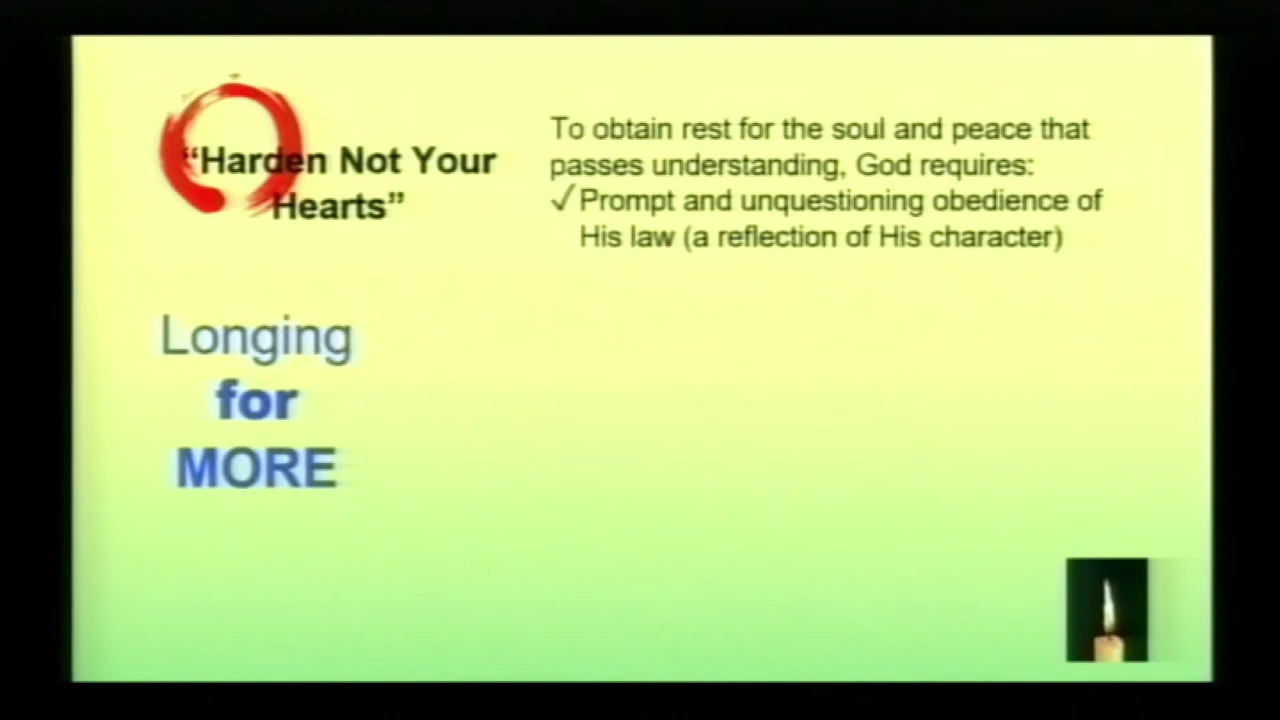 “Harden Not Your
Hearts”
To obtain rest for the soul and peace that
passes understanding, God requires:
✓Prompt and unquestioning obedience of
His law (a reflection of His character)
Longing
for
MORE